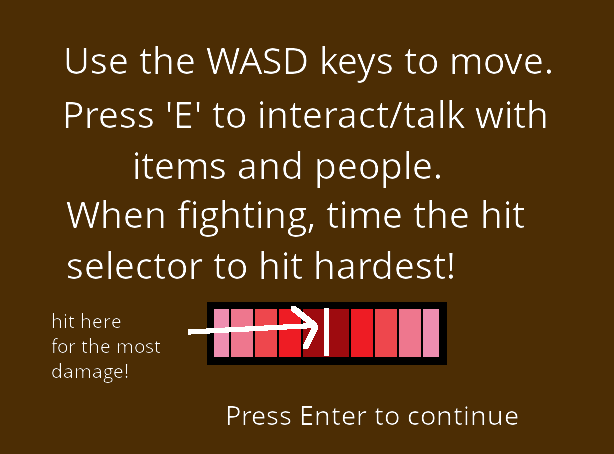 Use the WASD keys to move.
Press 'E' to interact/talk with
items and people.
When fighting, time the hit
selector to hit hardest!
hit here
for the most
damage!
Press Enter to continue